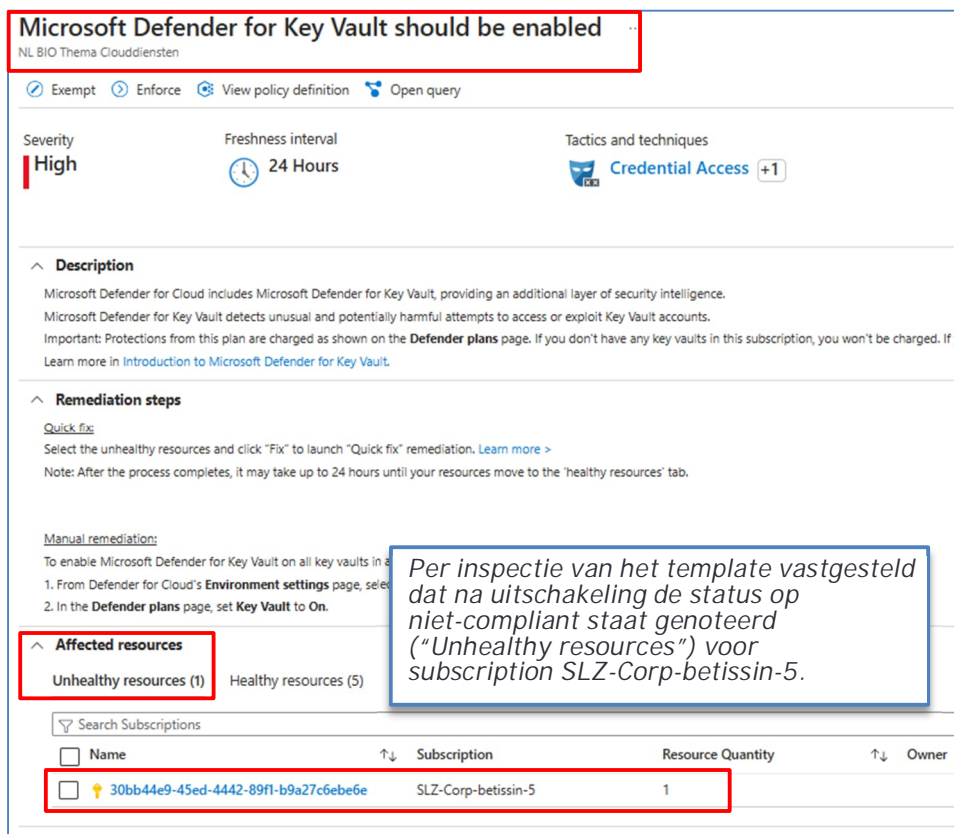 Microsoft Defender for Key Vault should be enabled ...
NL BIO Thema Clouddiensten
Exempt Enforce View policy definition Open query
Severity Freshness interval Tactics and techniques
High 24 Hours Credential Access +1
Description
Microsoft Defender for Cloud includes Microsoft Defender for Key Vault, providing an additional layer of security intelligence.
Microsoft Defender for Key Vault detects unusual and potentially harmful attempts to access or exploit Key Vault accounts.
Important: Protections from this plan are charged as shown on the Defender plans page. If you don't have any key vaults in this subscription, you won't be charged. If
Learn more in Introduction to Microsoft Defender for Key Vault.
Remediation steps
Quick fix:
Select the unhealthy resources and click "Fix" to launch "Quick fix" remediation. Learn more >
Note: After the process completes, it may take up to 24 hours until your resources move to the 'healthy resources' tab.
Manual remediation:
To enable Microsoft Defender for Key Vault on all key vaults in a
1. From Defender for Cloud's Environment settings page, selec
2. In the Defender plans page, set Key Vault to On.
Per inspectie van het template vastgesteld
dat na uitschakeling de status op
niet-compliant staat genoteerd
("Unhealthy resources") voor
subscription SLZ-Corp-betissin-5.
Affected resources
Unhealthy resources (1) Healthy resources (5)
Search Subscriptions
Name ↑↓ Subscription Resource Quantity ↑↓ Owner
30bb44e9-45ed-4442-89f1-b9a27c6ebe6e SLZ-Corp-betissin-5 1